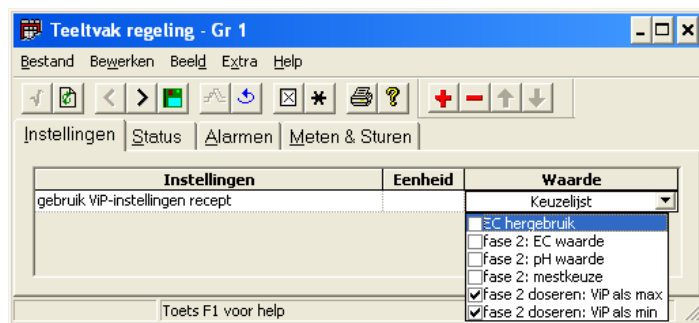 Teeltvak regeling - Gr 1
Bestand Bewerken Beeld Extra Help
Instellingen Status Alarmen Meten & Sturen
Instellingen Eenheid Waarde
gebruik ViP-instellingen recept Keuzelijst
EC hergebruik
fase 2: EC waarde
fase 2: pH waarde
fase 2: mestkeuze
fase 2 doseren: ViP als max
fase 2 doseren: ViP als min
Toets F1 voor help